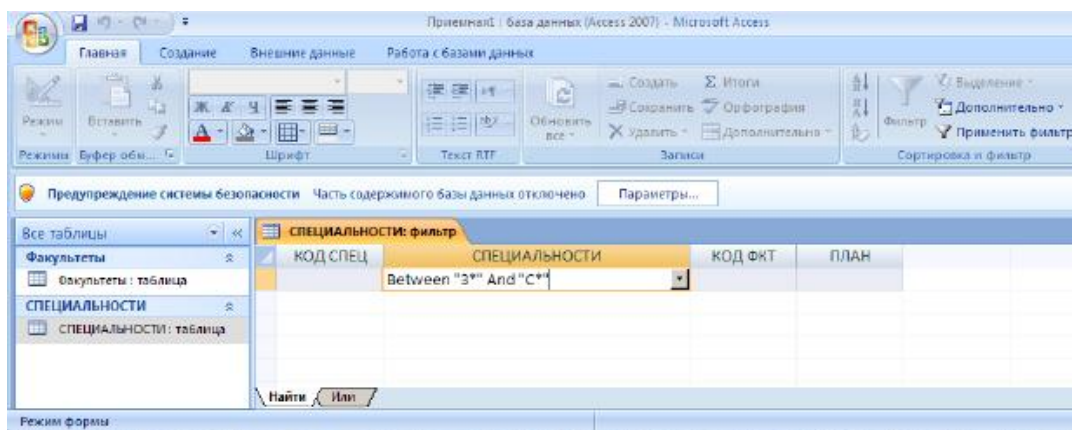 Приемная1 : база данных (Access 2007) - Microsoft Access
Главная Создание Внешние данные Работа с базами данных
Режим
Вставить
Ж К Ч
Обновить все
Создать
Сохранить
Удалить
Σ Итоги
Орфография
Дополнительно
Фильтр
Выделение
Дополнительно
Применить фильтр
Режимы Буфер обм... Шрифт Текст RTF Записи Сортировка и фильтр
Предупреждение системы безопасности Часть содержимого базы данных отключено Параметры...
Все таблицы
Факультеты
Факультеты : таблица
СПЕЦИАЛЬНОСТИ
СПЕЦИАЛЬНОСТИ : таблица
СПЕЦИАЛЬНОСТИ: фильтр
КОД СПЕЦ СПЕЦИАЛЬНОСТИ КОД ФКТ ПЛАН
Between "З*" And "С*"
Найти Или
Режим формы